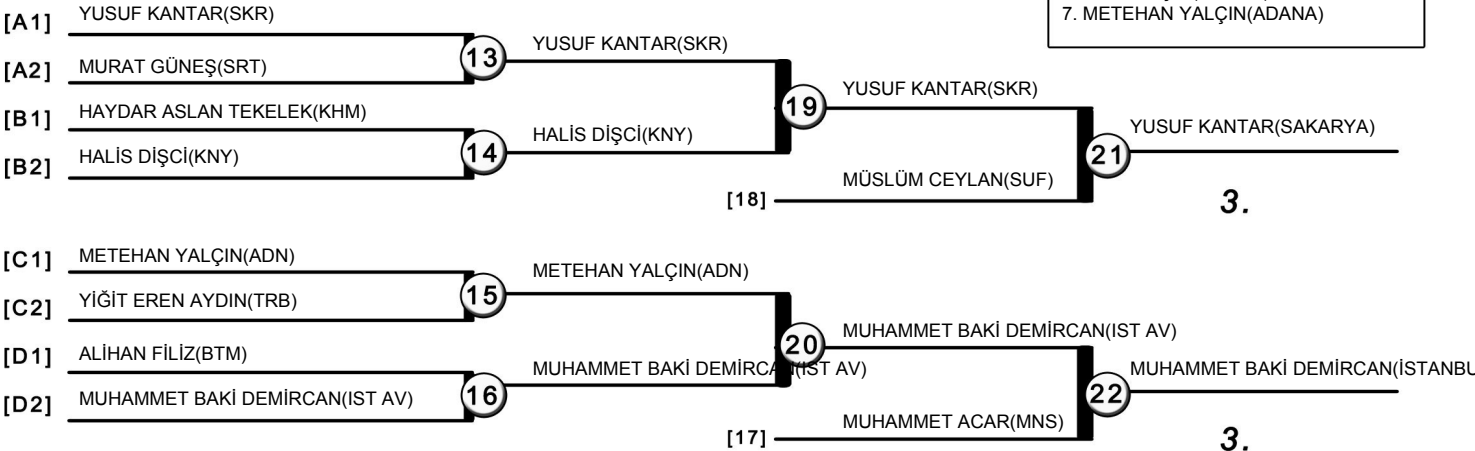 7. METEHAN YALÇIN(ADANA)
[A1] YUSUF KANTAR(SKR)
[A2] MURAT GÜNEŞ(SRT)
13
YUSUF KANTAR(SKR)
[B1] HAYDAR ASLAN TEKELEK(KHM)
[B2] HALİS DİŞCİ(KNY)
14
HALİS DİŞCİ(KNY)
19
YUSUF KANTAR(SKR)
[18] MÜSLÜM CEYLAN(SUF)
21
YUSUF KANTAR(SAKARYA)
3.
[C1] METEHAN YALÇIN(ADN)
[C2] YİĞİT EREN AYDIN(TRB)
15
METEHAN YALÇIN(ADN)
[D1] ALİHAN FİLİZ(BTM)
[D2] MUHAMMET BAKİ DEMİRCAN(IST AV)
16
MUHAMMET BAKİ DEMİRCAN(IST AV)
20
MUHAMMET BAKİ DEMİRCAN(IST AV)
[17] MUHAMMET ACAR(MNS)
22
MUHAMMET BAKİ DEMİRCAN(İSTANBU
3.